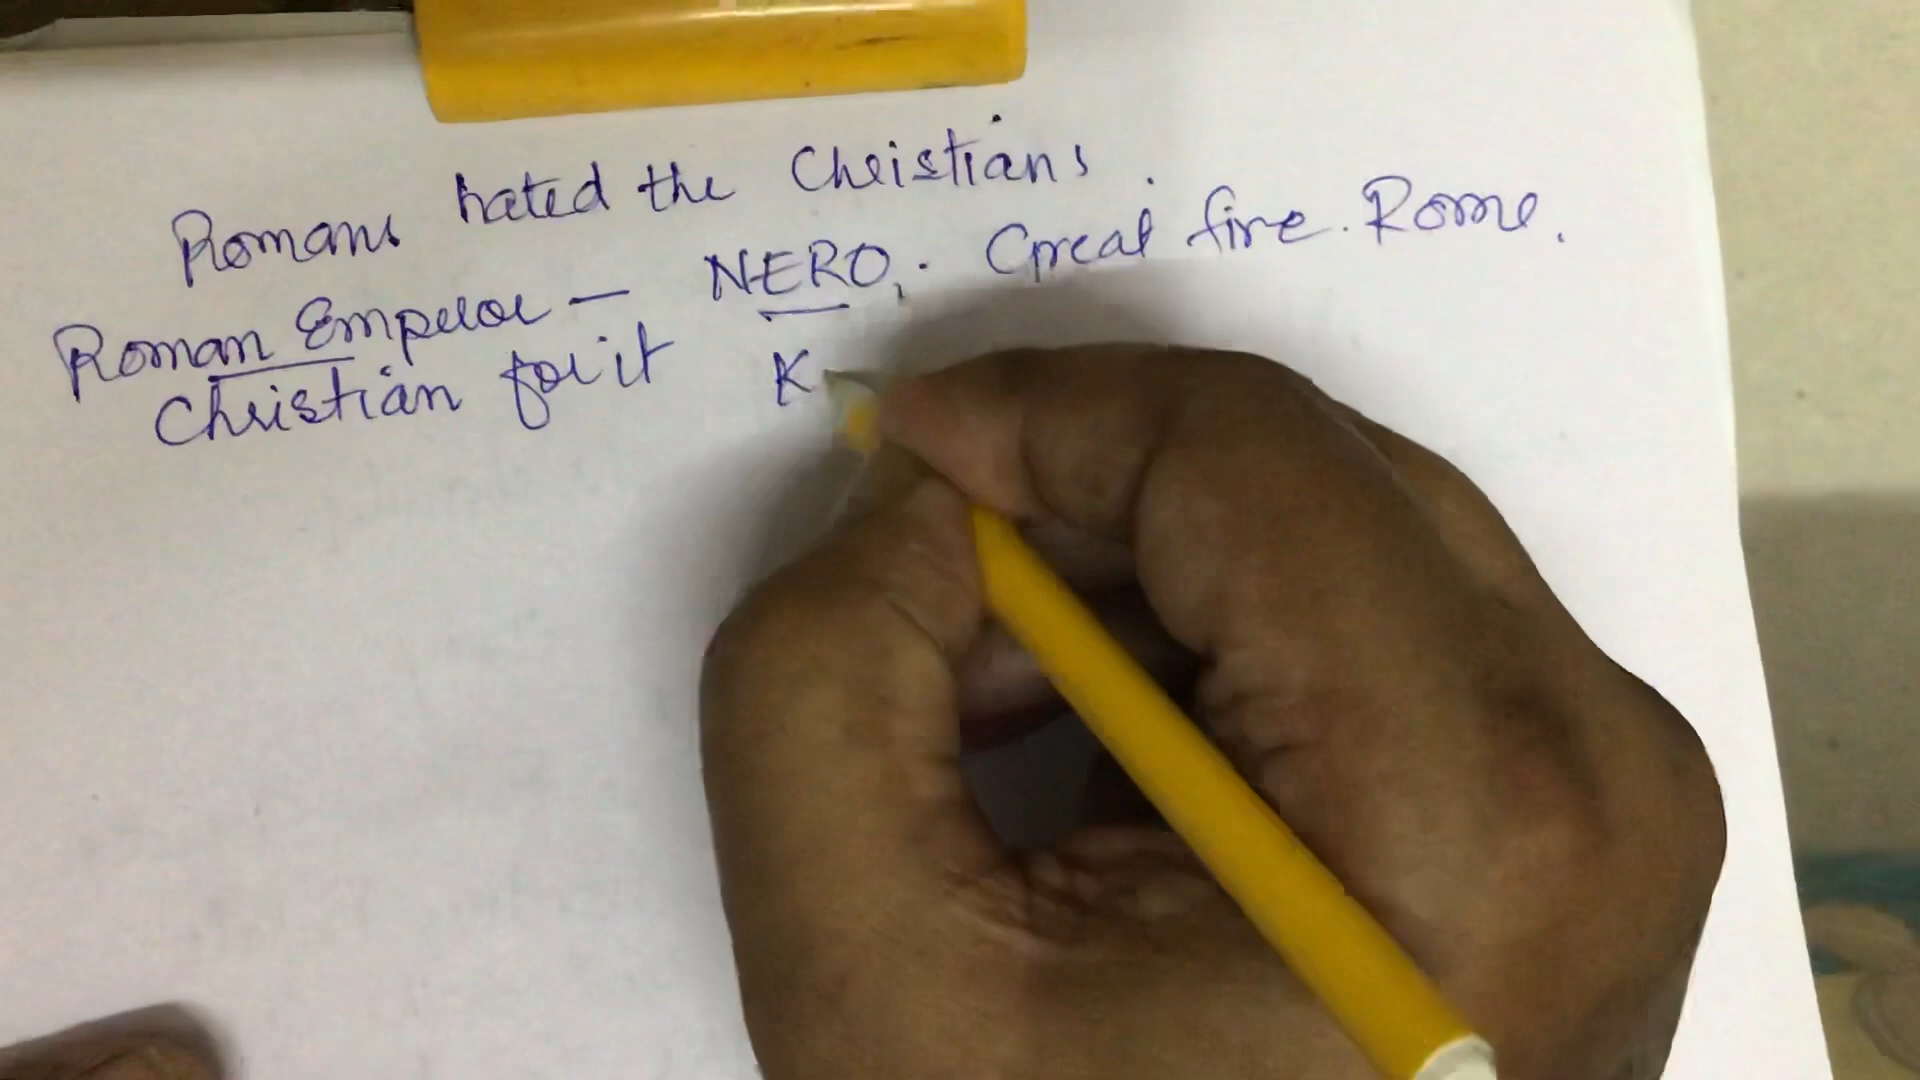 Romans hated the Christians
Roman Emperor — NERO, . Great fire . Rome .
Christian for it K